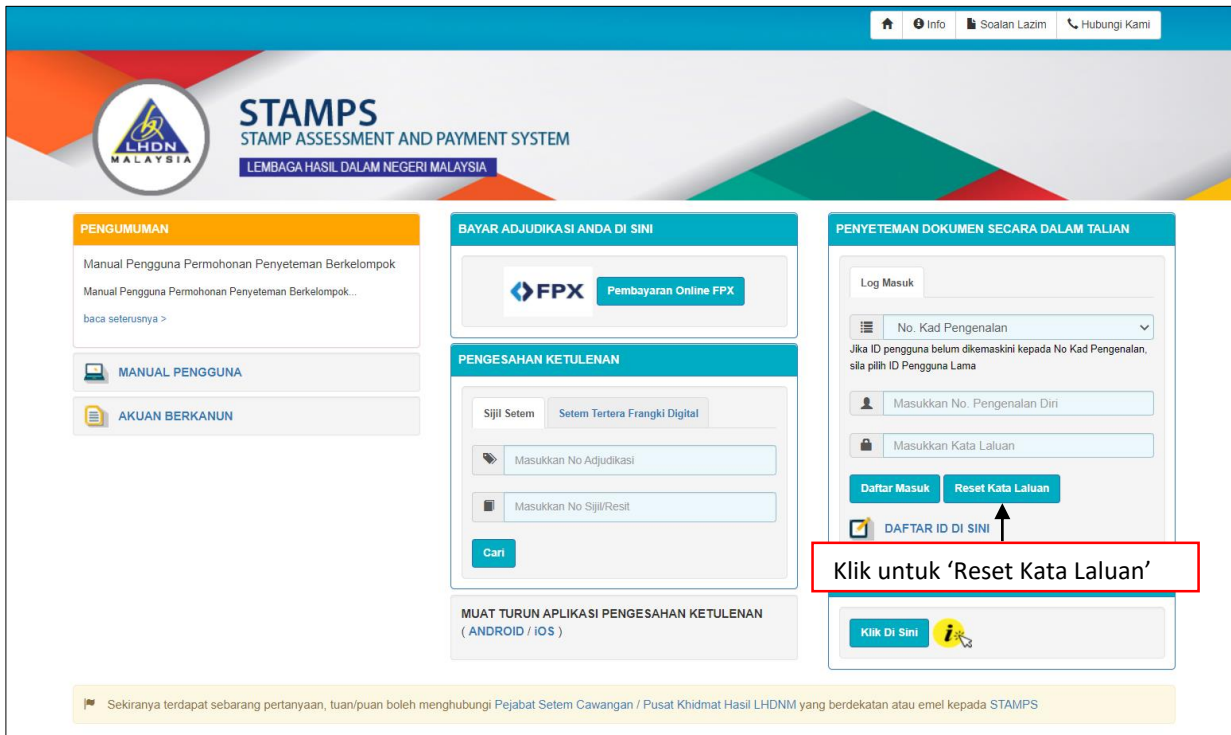 Info
Soalan Lazim
Hubungi Kami
LHDN
MALAYSIA
STAMPS
STAMP ASSESSMENT AND PAYMENT SYSTEM
LEMBAGA HASIL DALAM NEGERI MALAYSIA
PENGUMUMAN
Manual Pengguna Permohonan Penyeteman Berkelompok
Manual Pengguna Permohonan Penyeteman Berkelompok...
baca seterusnya >
MANUAL PENGGUNA
AKUAN BERKANUN
BAYAR ADJUDIKASI ANDA DI SINI
FPX
Pembayaran Online FPX
PENGESAHAN KETULENAN
Sijil Setem
Setem Tertera Frangki Digital
Masukkan No Adjudikasi
Masukkan No Sijil/Resit
Cari
MUAT TURUN APLIKASI PENGESAHAN KETULENAN
( ANDROID / iOS )
PENYETEMAN DOKUMEN SECARA DALAM TALIAN
Log Masuk
No. Kad Pengenalan
Jika ID pengguna belum dikemaskini kepada No Kad Pengenalan,
sila pilih ID Pengguna Lama
Masukkan No. Pengenalan Diri
Masukkan Kata Laluan
Daftar Masuk
Reset Kata Laluan
DAFTAR ID DI SINI
Klik untuk ‘Reset Kata Laluan’
Klik Di Sini
i
Sekiranya terdapat sebarang pertanyaan, tuan/puan boleh menghubungi Pejabat Setem Cawangan / Pusat Khidmat Hasil LHDNM yang berdekatan atau emel kepada STAMPS